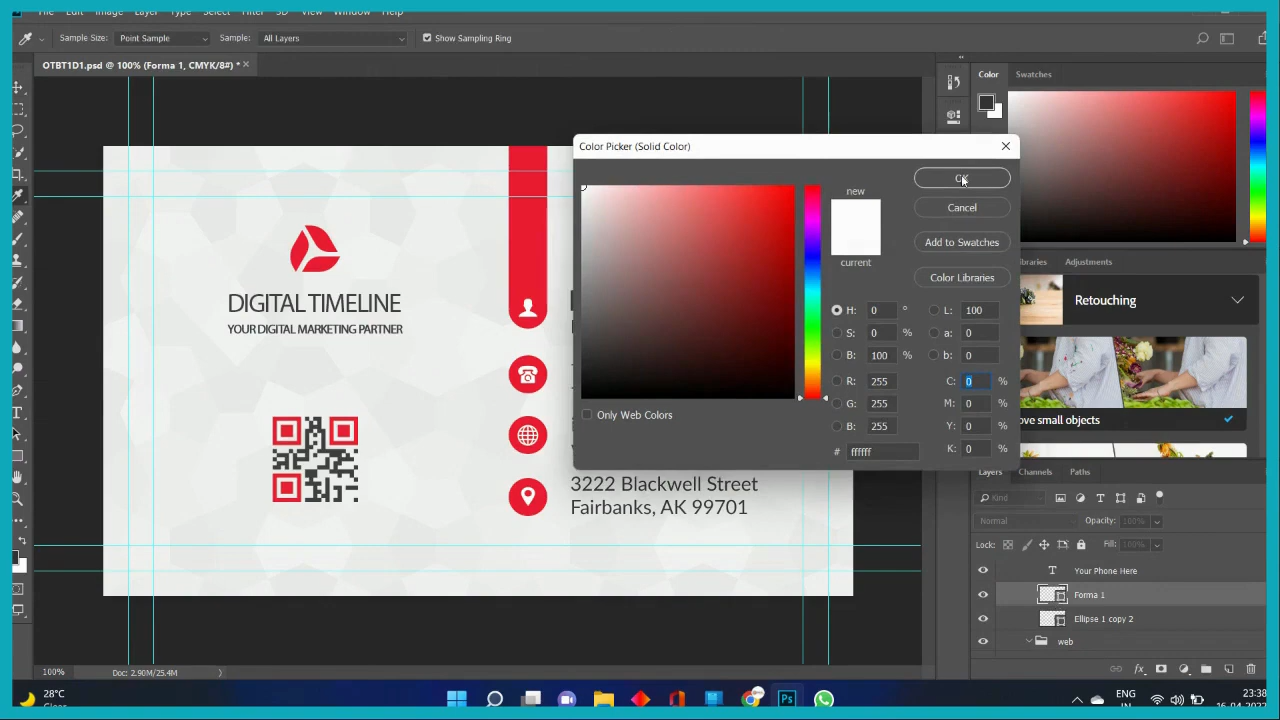 File Edit Image Layer Type Select Filter 3D View Window Help
Sample Size: Point Sample Sample: All Layers Show Sampling Ring
OTBT1D1.psd @ 100% (Forma 1, CMYK/8#) *
Color Swatches
Color Picker (Solid Color)
new
current
OK
Cancel
Add to Swatches
Color Libraries
H: 0 °
S: 0 %
B: 100 %
R: 255
G: 255
B: 255
# ffffff
L: 100
a: 0
b: 0
C: 0 %
M: 0 %
Y: 0 %
K: 0 %
Only Web Colors
DIGITAL TIMELINE
YOUR DIGITAL MARKETING PARTNER
3222 Blackwell Street
Fairbanks, AK 99701
Adjustments
Retouching
small objects
Layers Channels Paths
Kind
Normal Opacity: 100%
Lock: Fill: 100%
Your Phone Here
Forma 1
Ellipse 1 copy 2
web
100% Doc: 2.90M/25.4M
28°C
Clear
ENG
IN
23:38